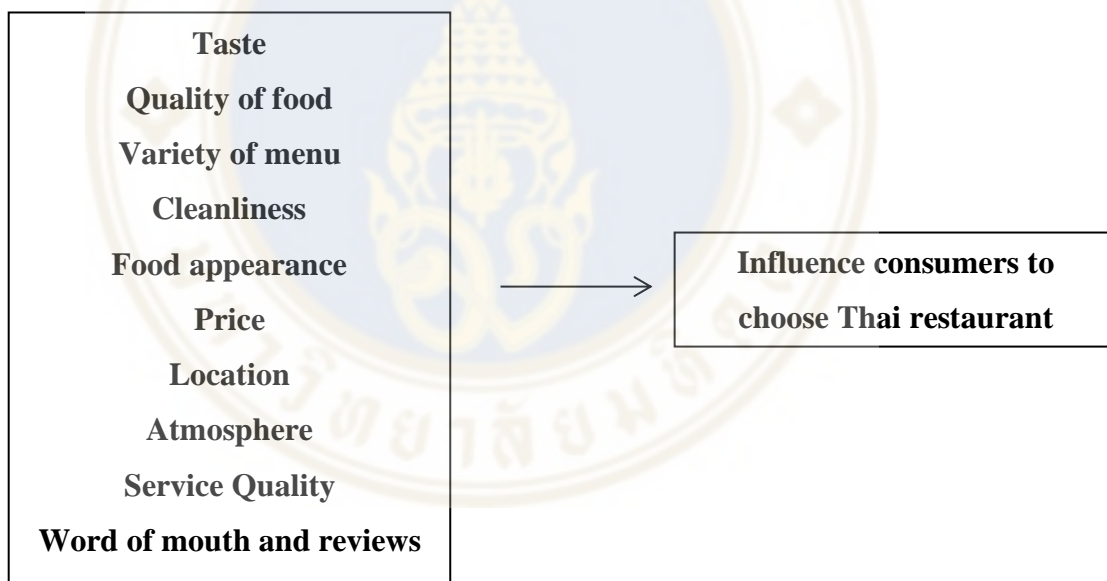 Taste
Quality of food
Variety of menu
Cleanliness
Food appearance
Price
Location
Atmosphere
Service Quality
Word of mouth and reviews
Influence consumers to
choose Thai restaurant